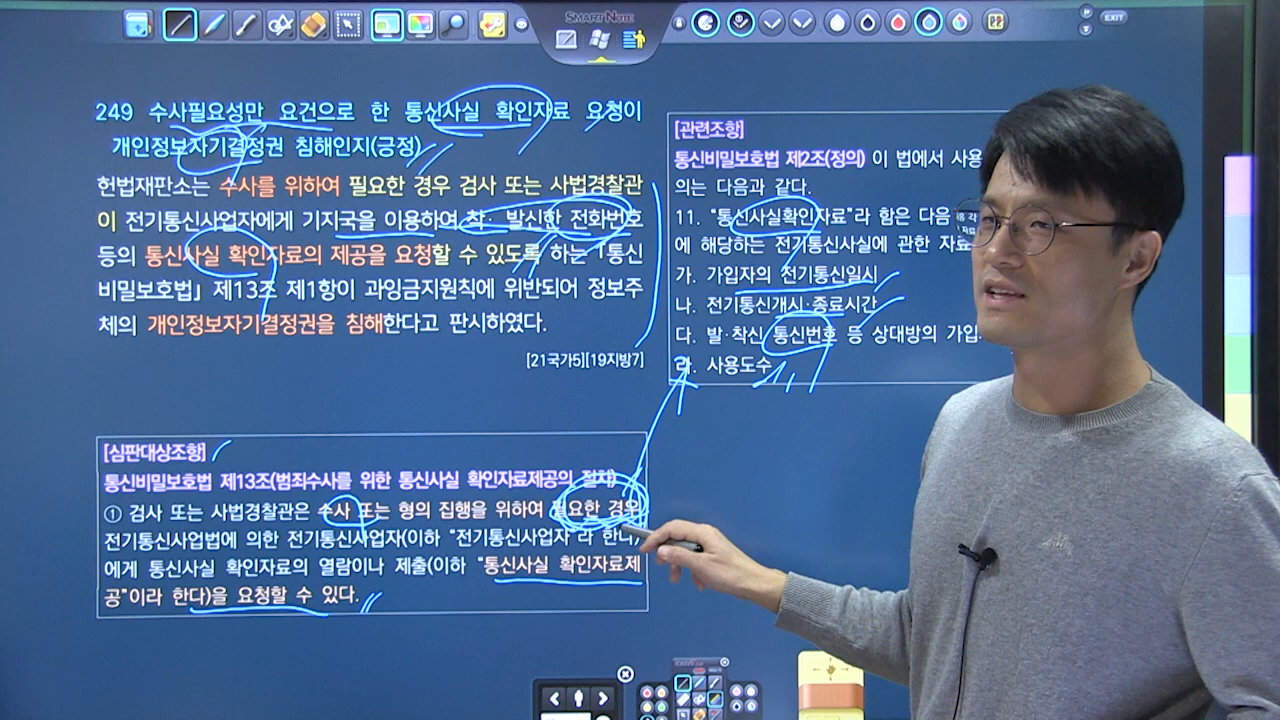 SMARTNOTE
EXIT
249 수사필요성만 요건으로 한 통신사실 확인자료 요청이
개인정보자기결정권 침해인지(긍정)
헌법재판소는 수사를 위하여 필요한 경우 검사 또는 사법경찰관
이 전기통신사업자에게 기지국을 이용하여 착·발신한 전화번호
등의 통신사실 확인자료의 제공을 요청할 수 있도록 하는 「통신
비밀보호법」 제13조 제1항이 과잉금지원칙에 위반되어 정보주
체의 개인정보자기결정권을 침해한다고 판시하였다.
[21국가5][19지방7]
[심판대상조항]
통신비밀보호법 제13조(범죄수사를 위한 통신사실 확인자료제공의 절차)
① 검사 또는 사법경찰관은 수사 또는 형의 집행을 위하여 필요한 경우
전기통신사업법에 의한 전기통신사업자(이하 "전기통신사업자"라 한다)
에게 통신사실 확인자료의 열람이나 제출(이하 "통신사실 확인자료제
공"이라 한다)을 요청할 수 있다.
[관련조항]
통신비밀보호법 제2조(정의) 이 법에서 사용
의는 다음과 같다.
11. "통신사실확인자료"라 함은 다음
에 해당하는 전기통신사실에 관한 자료
가. 가입자의 전기통신일시
나. 전기통신개시·종료시간
다. 발·착신 통신번호 등 상대방의 가입
라. 사용도수